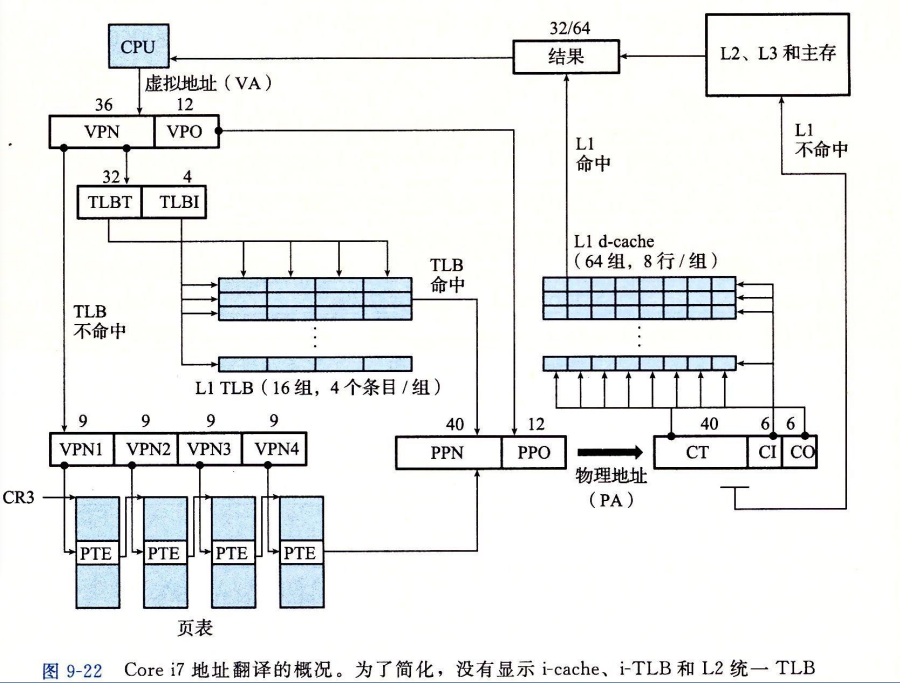 32/64
CPU
结果
L2、L3 和主存
虚拟地址（VA）
36 12
VPN VPO
L1
命中
L1
不命中
32 4
TLBT TLBI
L1 d-cache
（64 组，8 行/组）
TLB
命中
TLB
不命中
L1 TLB（16 组，4 个条目/组）
9 9 9 9
VPN1 VPN2 VPN3 VPN4
40 12
PPN PPO
40 6 6
CT CI CO
物理地址
（PA）
CR3
PTE PTE PTE PTE
页表
图 9-22 Core i7 地址翻译的概况。为了简化，没有显示 i-cache、i-TLB 和 L2 统一 TLB